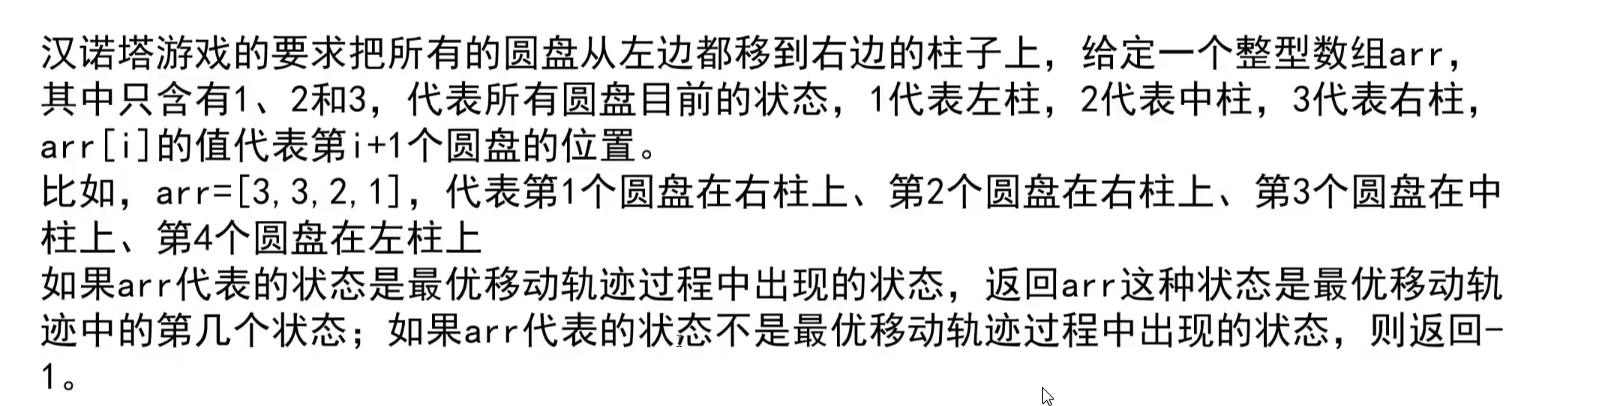 汉诺塔游戏的要求把所有的圆盘从左边都移到右边的柱子上，给定一个整型数组arr，
其中只含有1、2和3，代表所有圆盘目前的状态，1代表左柱，2代表中柱，3代表右柱，
arr[i]的值代表第i+1个圆盘的位置。
比如，arr=[3,3,2,1]，代表第1个圆盘在右柱上、第2个圆盘在右柱上、第3个圆盘在中
柱上、第4个圆盘在左柱上
如果arr代表的状态是最优移动轨迹过程中出现的状态，返回arr这种状态是最优移动轨
迹中的第几个状态；如果arr代表的状态不是最优移动轨迹过程中出现的状态，则返回-
1。